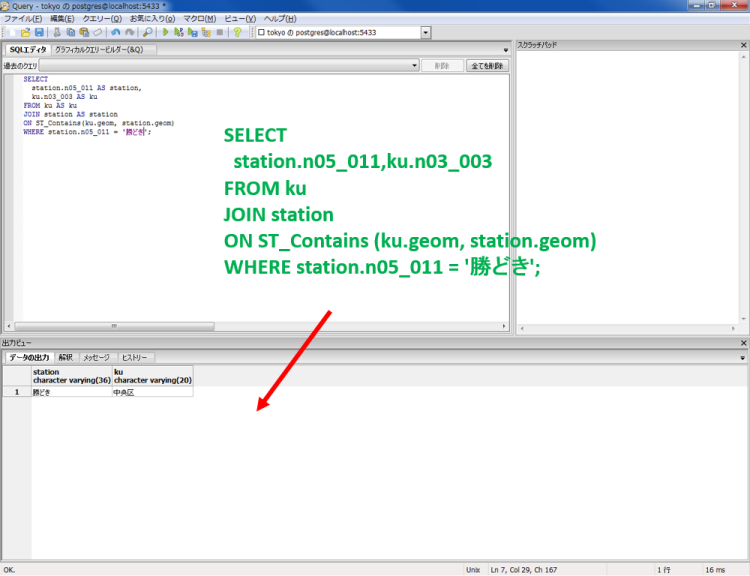 Query - tokyo の postgres@localhost:5433 *
ファイル(F) 編集(E) クエリー(Q) お気に入り(o) マクロ(M) ビュー(V) ヘルプ(H)
tokyo の postgres@localhost:5433
SQLエディタ グラフィカルクエリービルダー(&Q)
過去のクエリ 削除 全てを削除
SELECT
station.n05_011 AS station,
ku.n03_003 AS ku
FROM ku AS ku
JOIN station AS station
ON ST_Contains(ku.geom, station.geom)
WHERE station.n05_011 = '勝どき';
スクラッチパッド
SELECT
station.n05_011,ku.n03_003
FROM ku
JOIN station
ON ST_Contains (ku.geom, station.geom)
WHERE station.n05_011 = '勝どき';
出力ビュー
データの出力 解釈 メッセージ ヒストリー
station ku
character varying(36) character varying(20)
1 勝どき 中央区
OK. Unix Ln 7, Col 29, Ch 167 1 行 16 ms